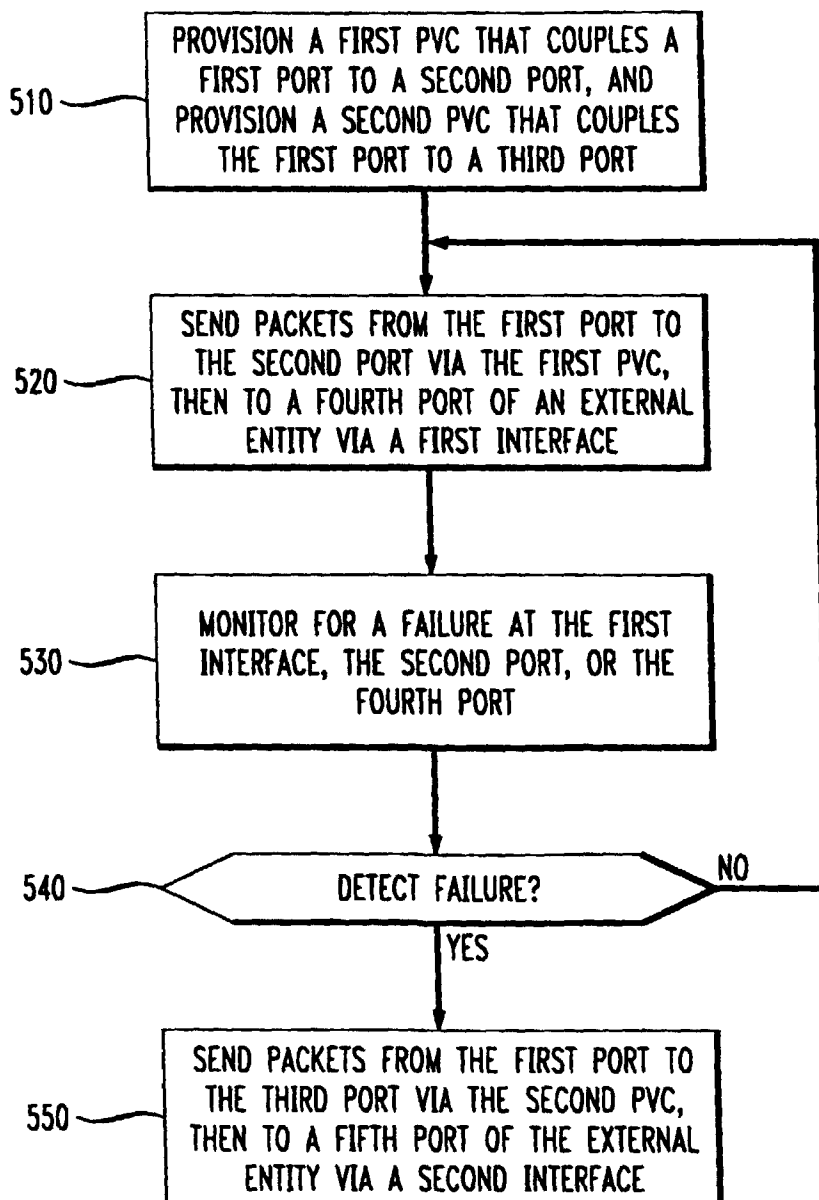 PROVISION A FIRST PVC THAT COUPLES A
FIRST PORT TO A SECOND PORT, AND
PROVISION A SECOND PVC THAT COUPLES
THE FIRST PORT TO A THIRD PORT
510
SEND PACKETS FROM THE FIRST PORT TO
THE SECOND PORT VIA THE FIRST PVC,
THEN TO A FOURTH PORT OF AN EXTERNAL
ENTITY VIA A FIRST INTERFACE
520
MONITOR FOR A FAILURE AT THE FIRST
INTERFACE, THE SECOND PORT, OR THE
FOURTH PORT
530
540
DETECT FAILURE?
NO
YES
SEND PACKETS FROM THE FIRST PORT TO
THE THIRD PORT VIA THE SECOND PVC,
THEN TO A FIFTH PORT OF THE EXTERNAL
ENTITY VIA A SECOND INTERFACE
550